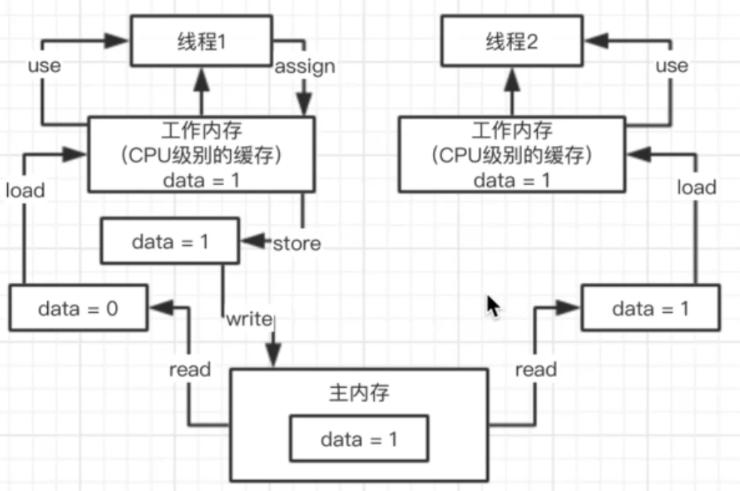 线程1
线程2
use
assign
use
工作内存
（CPU级别的缓存）
data = 1
工作内存
（CPU级别的缓存）
data = 1
load
load
data = 1
store
data = 0
data = 1
write
read
read
主内存
data = 1